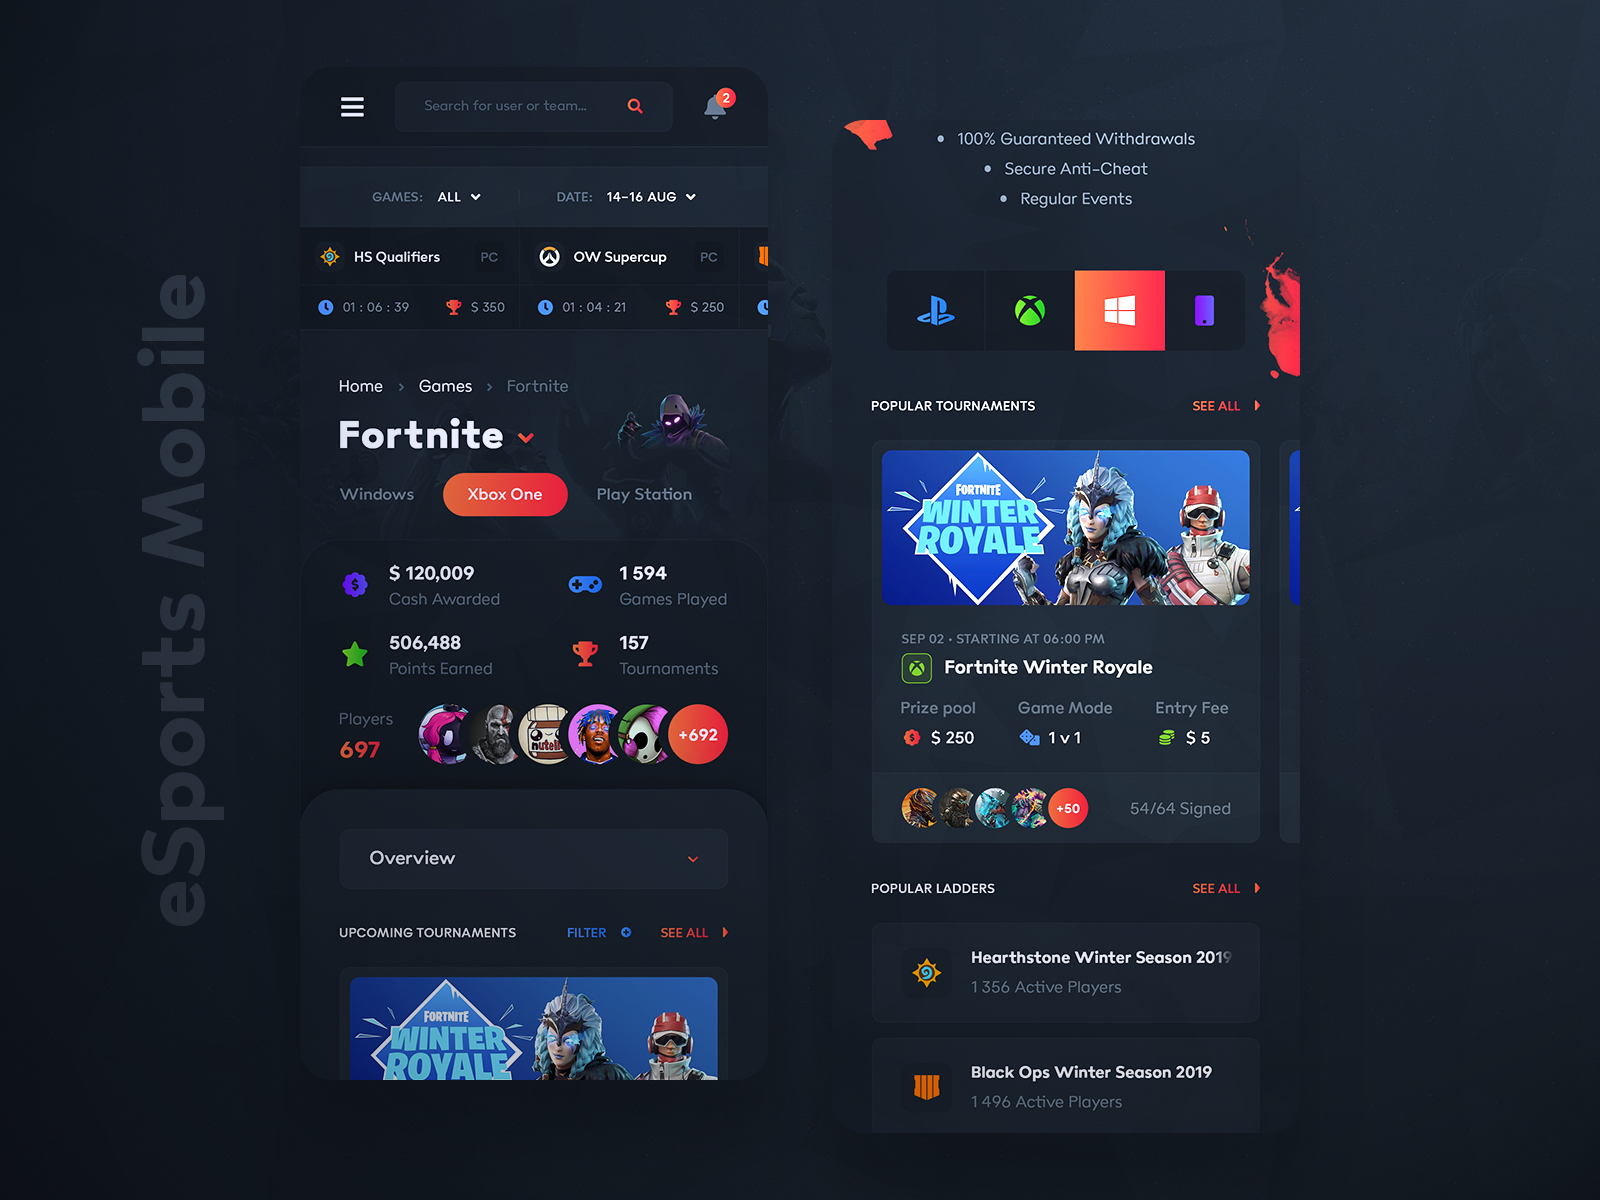 eSports Mobile
Search for user or team...
2
GAMES: ALL
DATE: 14-16 AUG
HS Qualifiers PC
OW Supercup PC
01 : 06 : 39 $ 350
01 : 04 : 21 $ 250
Home > Games > Fortnite
Fortnite
Windows Xbox One Play Station
$ 120,009
Cash Awarded
1 594
Games Played
506,488
Points Earned
157
Tournaments
Players
697
nutella
+692
Overview
UPCOMING TOURNAMENTS FILTER SEE ALL
FORTNITE
WINTER
ROYALE
• 100% Guaranteed Withdrawals
• Secure Anti-Cheat
• Regular Events
POPULAR TOURNAMENTS SEE ALL
FORTNITE
WINTER
ROYALE
SEP 02 • STARTING AT 06:00 PM
Fortnite Winter Royale
Prize pool Game Mode Entry Fee
$ 250 1 v 1 $ 5
+50 54/64 Signed
POPULAR LADDERS SEE ALL
Hearthstone Winter Season 2019
1 356 Active Players
Black Ops Winter Season 2019
1 496 Active Players